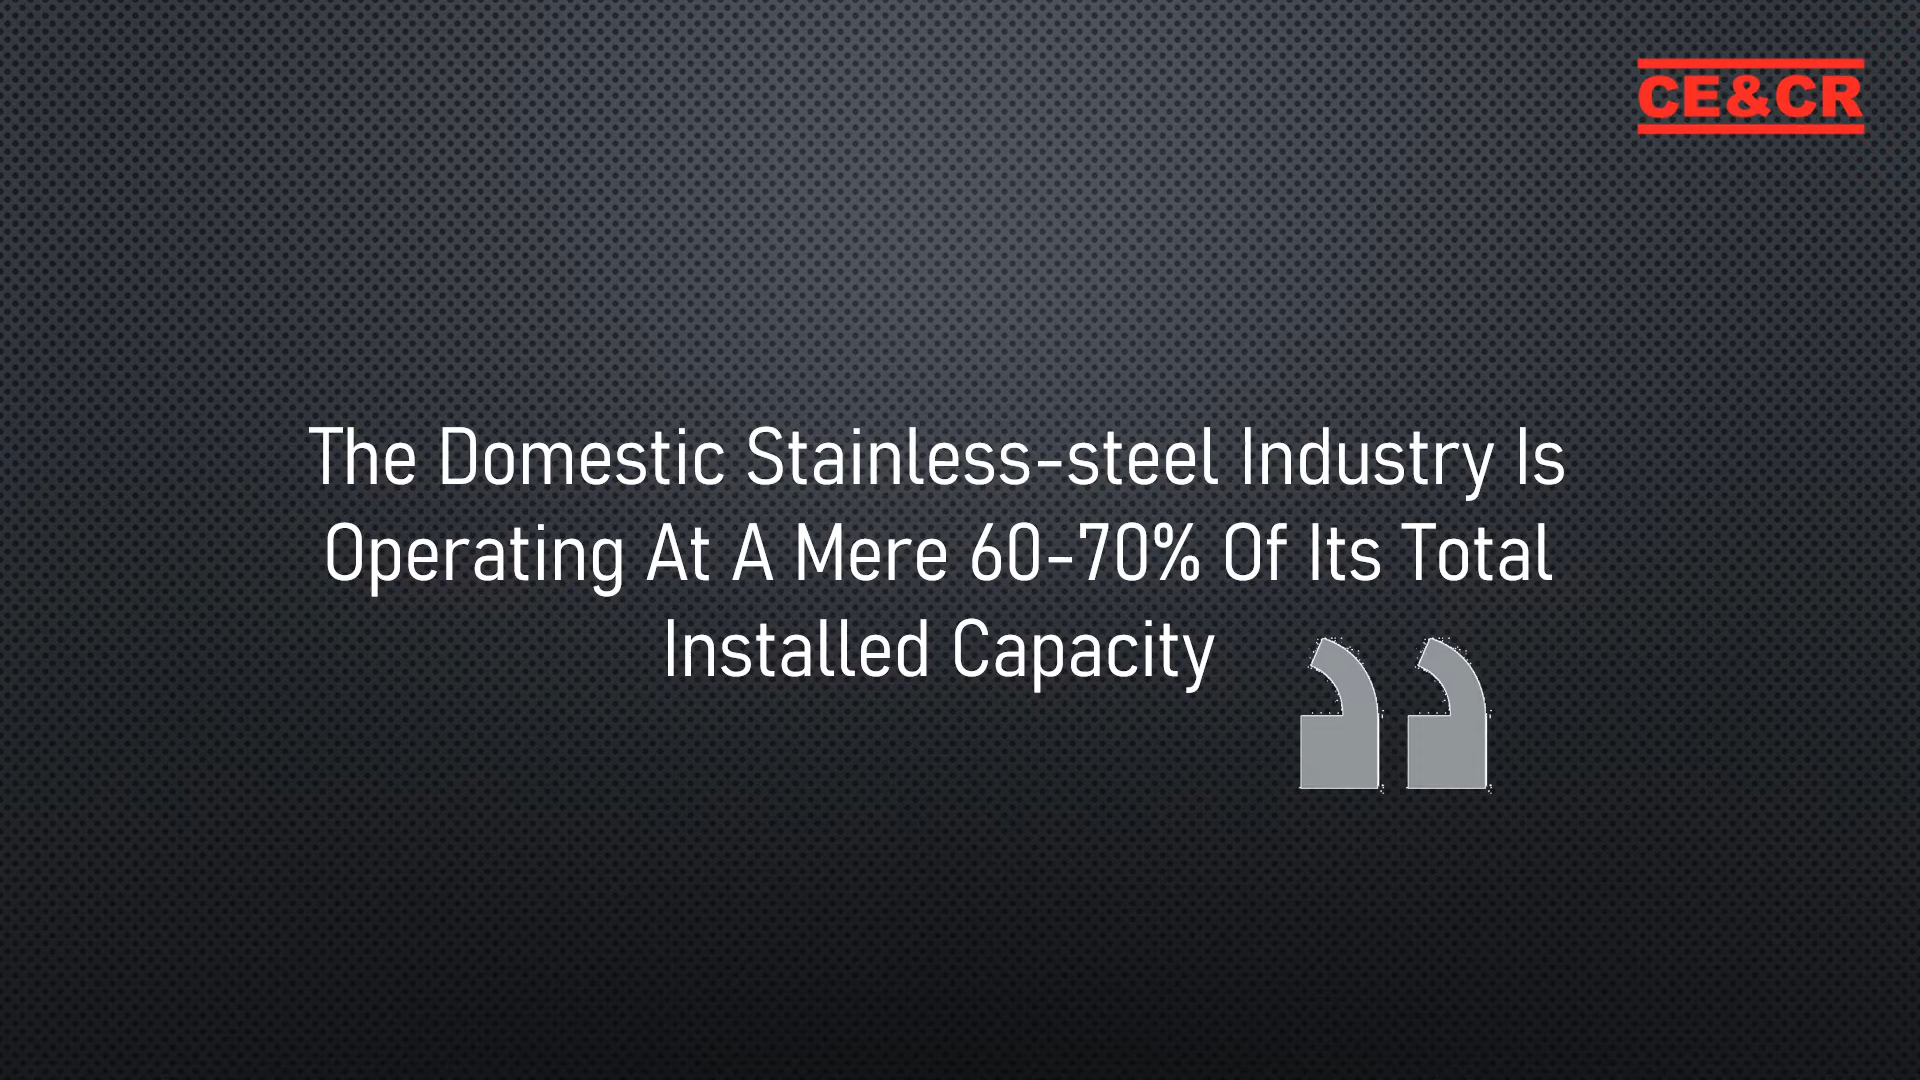 CE&CR
The Domestic Stainless-steel Industry Is
Operating At A Mere 60-70% Of Its Total
Installed Capacity